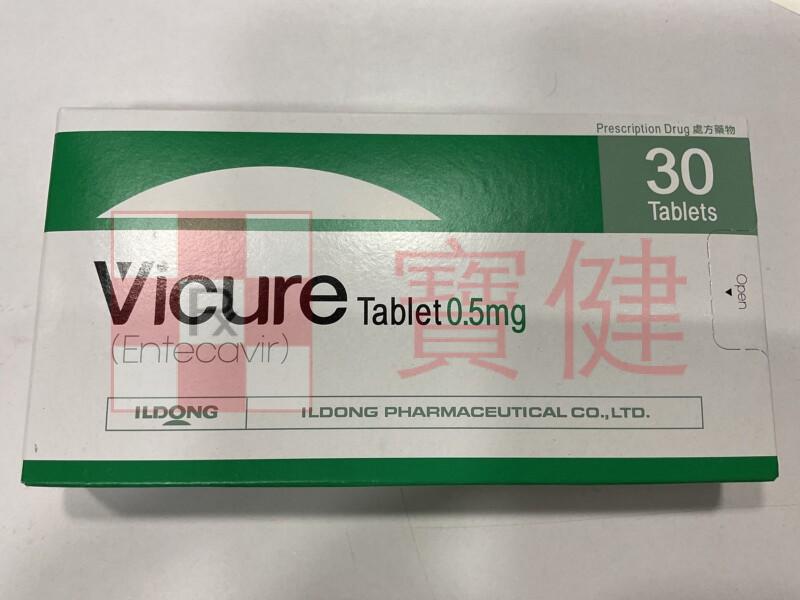 Prescription Drug 處方藥物
30
Tablets
Open
Vicure Tablet 0.5mg
(Entecavir)
Rx
寶健
ILDONG
ILDONG PHARMACEUTICAL CO., LTD.